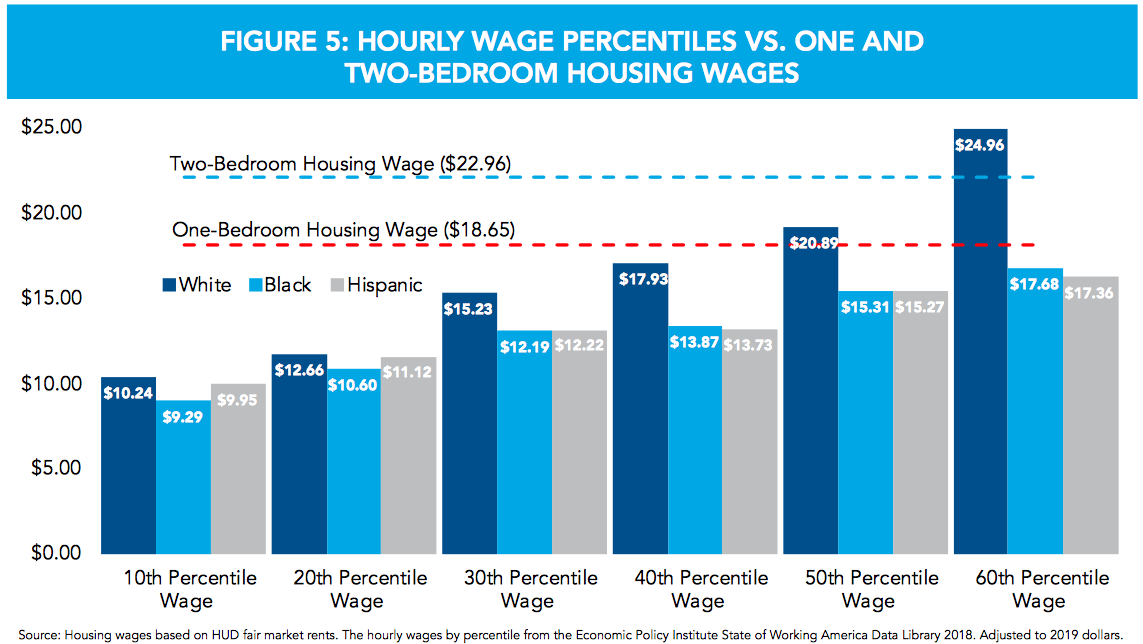 FIGURE 5: HOURLY WAGE PERCENTILES VS. ONE AND
TWO-BEDROOM HOUSING WAGES
$25.00
$20.00
$15.00
$10.00
$5.00
$0.00
Two-Bedroom Housing Wage ($22.96)
One-Bedroom Housing Wage ($18.65)
White Black Hispanic
$10.24
$9.29
$9.95
$12.66
$10.60
$11.12
$15.23
$12.19
$12.22
$17.93
$13.87
$13.73
$20.89
$15.31
$15.27
$24.96
$17.68
$17.36
10th Percentile
Wage
20th Percentile
Wage
30th Percentile
Wage
40th Percentile
Wage
50th Percentile
Wage
60th Percentile
Wage
Source: Housing wages based on HUD fair market rents. The hourly wages by percentile from the Economic Policy Institute State of Working America Data Library 2018. Adjusted to 2019 dollars.